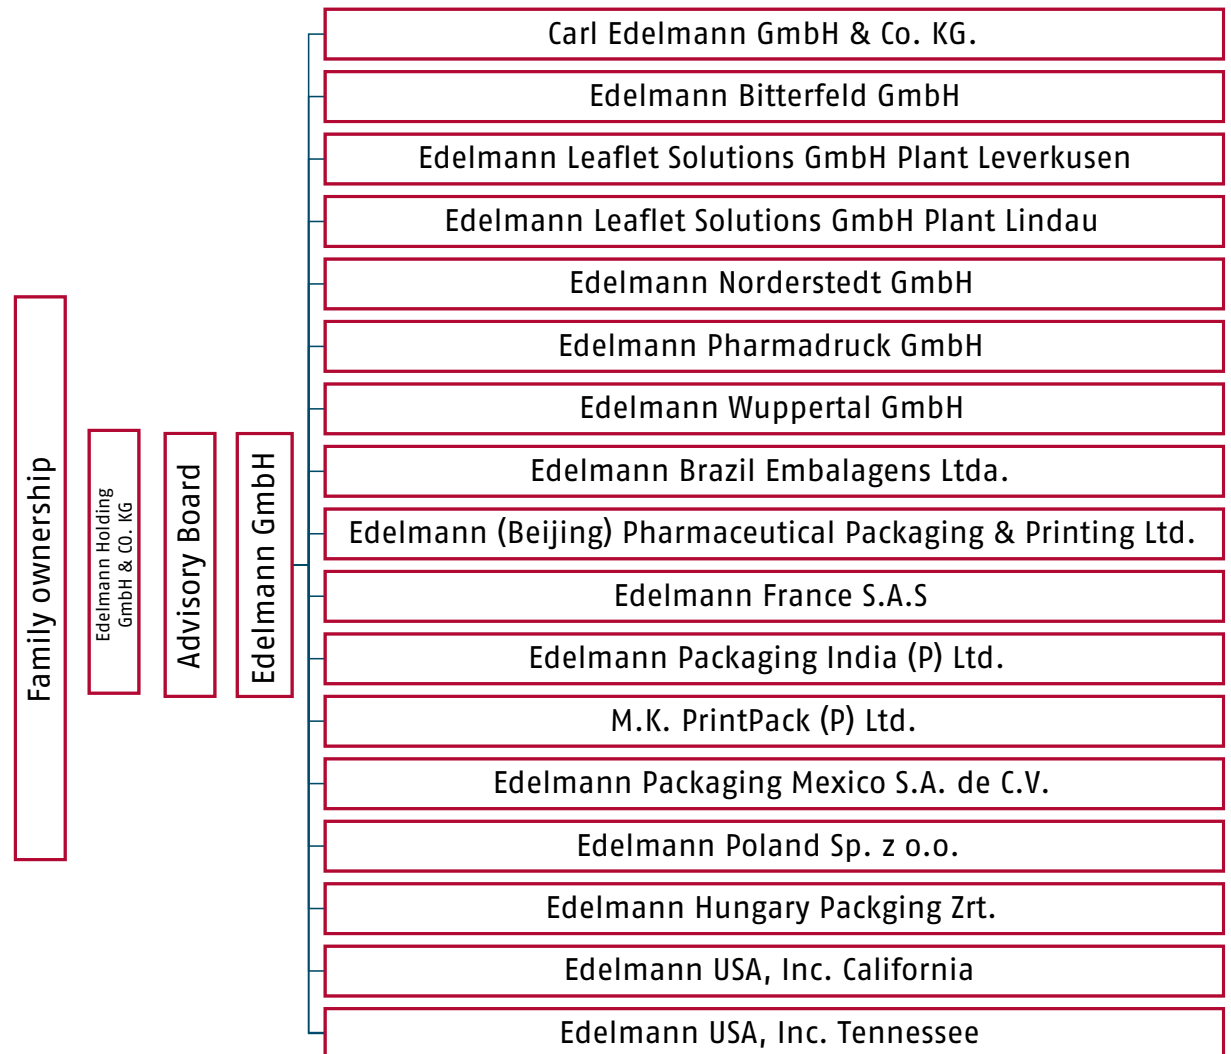 Family ownership
Edelmann Holding
GmbH & CO. KG
Advisory Board
Edelmann GmbH
Carl Edelmann GmbH & Co. KG.
Edelmann Bitterfeld GmbH
Edelmann Leaflet Solutions GmbH Plant Leverkusen
Edelmann Leaflet Solutions GmbH Plant Lindau
Edelmann Norderstedt GmbH
Edelmann Pharmadruck GmbH
Edelmann Wuppertal GmbH
Edelmann Brazil Embalagens Ltda.
Edelmann (Beijing) Pharmaceutical Packaging & Printing Ltd.
Edelmann France S.A.S
Edelmann Packaging India (P) Ltd.
M.K. PrintPack (P) Ltd.
Edelmann Packaging Mexico S.A. de C.V.
Edelmann Poland Sp. z o.o.
Edelmann Hungary Packging Zrt.
Edelmann USA, Inc. California
Edelmann USA, Inc. Tennessee